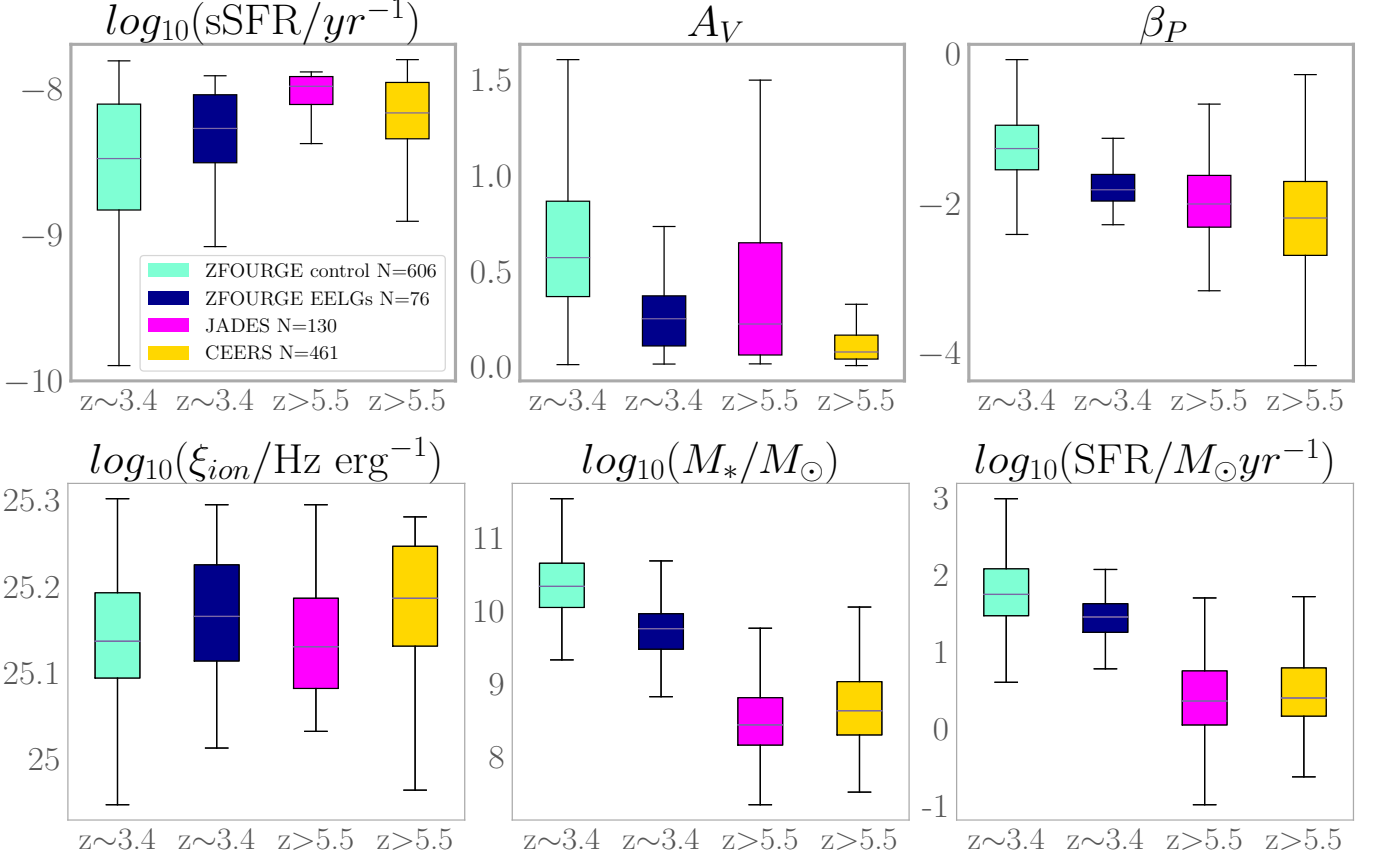 log₁₀(sSFR/yr⁻¹)
−8
−9
−10
ZFOURGE control N=606
ZFOURGE EELGs N=76
JADES N=130
CEERS N=461
z∼3.4 z∼3.4 z>5.5 z>5.5
A_V
1.5
1.0
0.5
0.0
z∼3.4 z∼3.4 z>5.5 z>5.5
β_P
0
−2
−4
z∼3.4 z∼3.4 z>5.5 z>5.5
log₁₀(ξ_ion/Hz erg⁻¹)
25.3
25.2
25.1
25
z∼3.4 z∼3.4 z>5.5 z>5.5
log₁₀(M_*/M_⊙)
11
10
9
8
z∼3.4 z∼3.4 z>5.5 z>5.5
log₁₀(SFR/M_⊙yr⁻¹)
3
2
1
0
-1
z∼3.4 z∼3.4 z>5.5 z>5.5